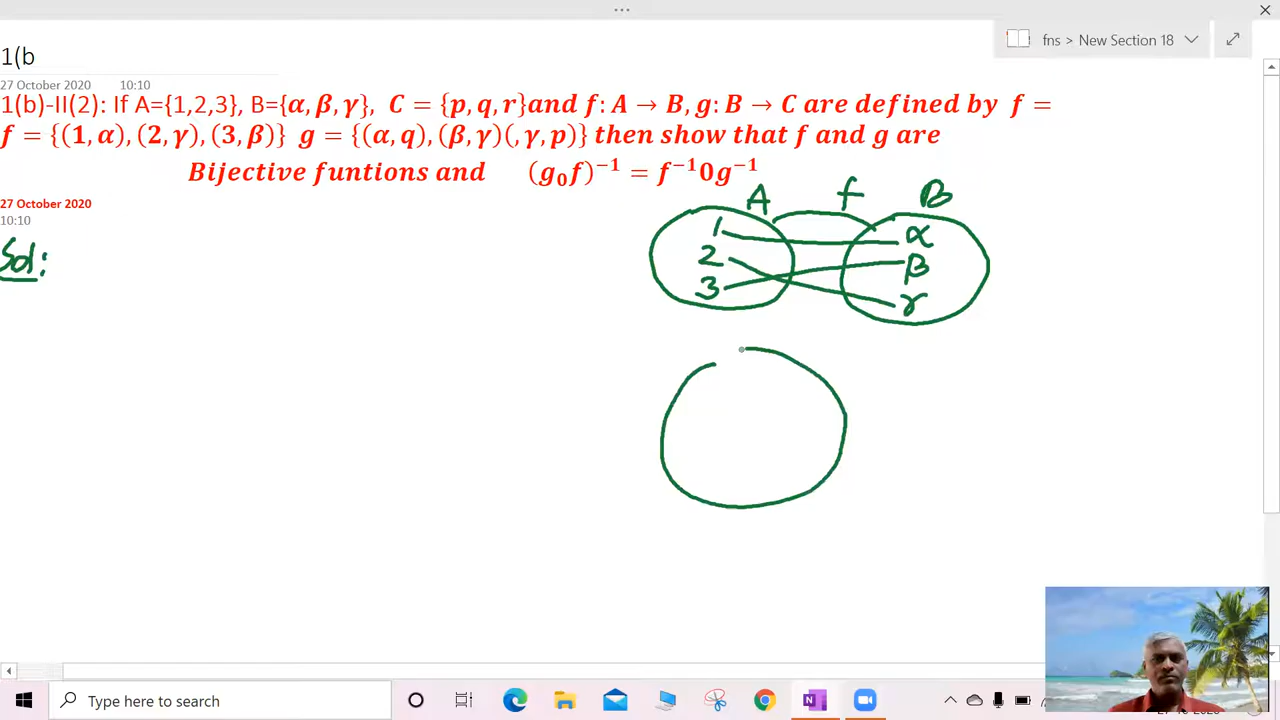 fns > New Section 18
1(b
27 October 2020 10:10
1(b)-II(2): If A={1,2,3}, B={α, β, γ}, C = {p, q, r}and f: A → B, g: B → C are defined by f =
f = {(1, α), (2, γ), (3, β)} g = {(α, q), (β, γ)(, γ, p)} then show that f and g are
Bijective funtions and (g₀f)⁻¹ = f⁻¹0g⁻¹
27 October 2020
10:10
Sol:
A f B
1 α
2 β
3 γ
Type here to search